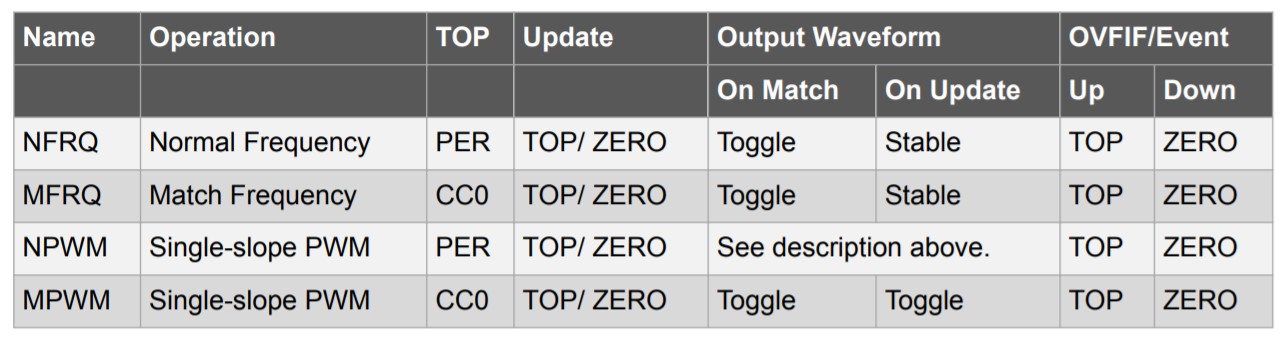 Name Operation TOP Update Output Waveform OVFIF/Event
On Match On Update Up Down
NFRQ Normal Frequency PER TOP/ ZERO Toggle Stable TOP ZERO
MFRQ Match Frequency CC0 TOP/ ZERO Toggle Stable TOP ZERO
NPWM Single-slope PWM PER TOP/ ZERO See description above. TOP ZERO
MPWM Single-slope PWM CC0 TOP/ ZERO Toggle Toggle TOP ZERO